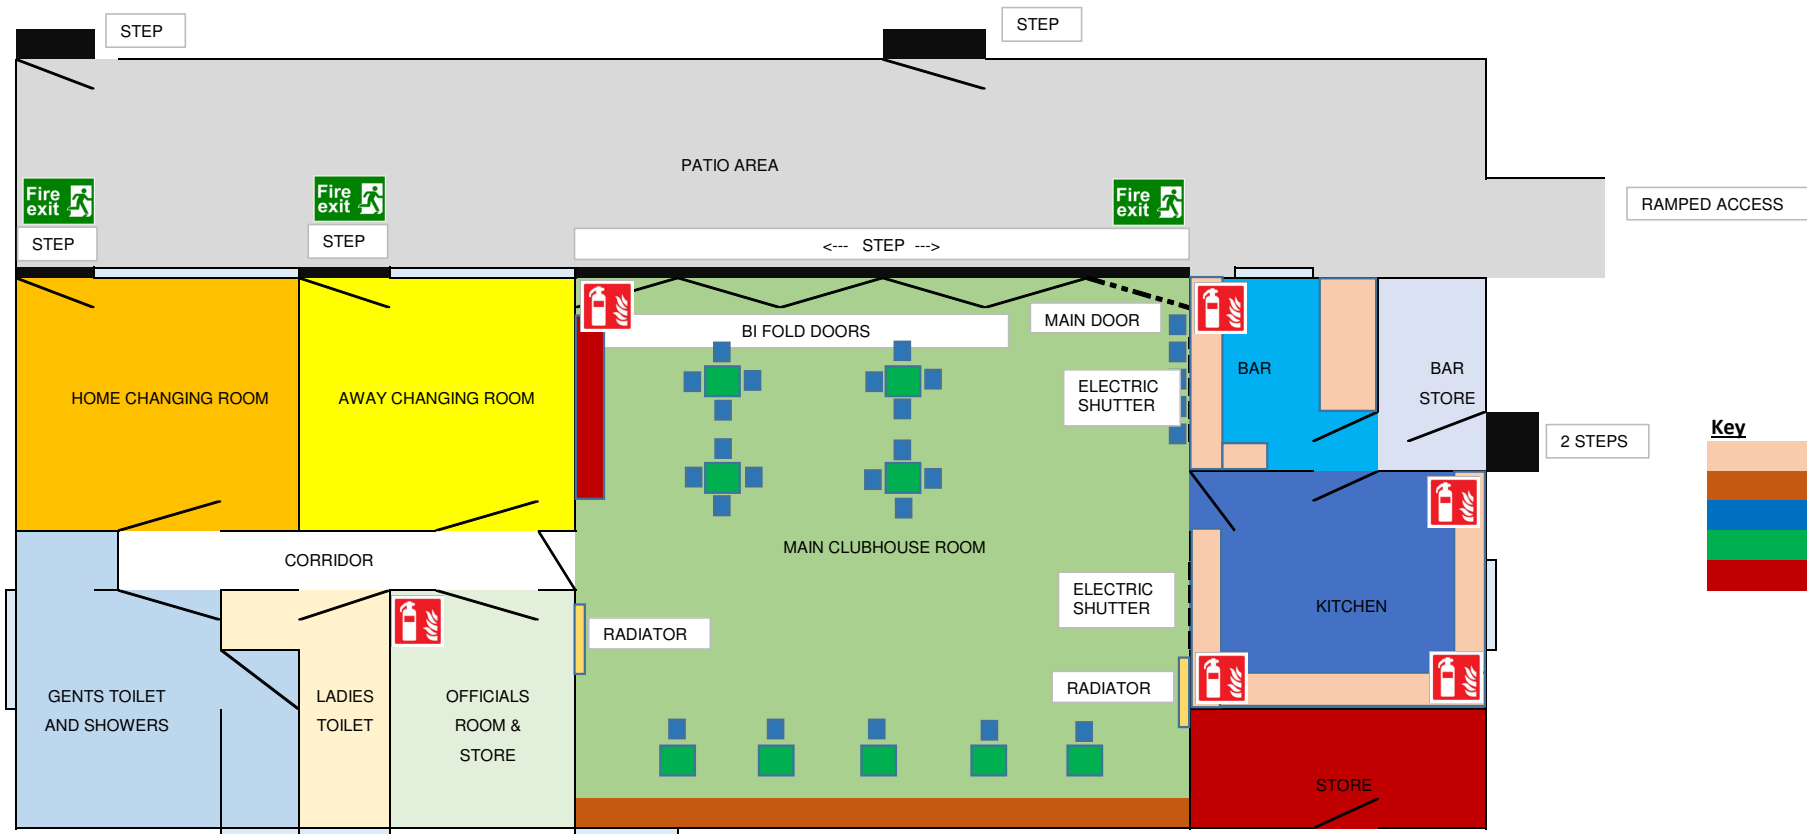 STEP
STEP
PATIO AREA
Fire
exit
Fire
exit
Fire
exit
RAMPED ACCESS
STEP
STEP
<--- STEP --->
MAIN DOOR
BI FOLD DOORS
HOME CHANGING ROOM
AWAY CHANGING ROOM
ELECTRIC
SHUTTER
BAR
BAR
STORE
2 STEPS
Key
CORRIDOR
MAIN CLUBHOUSE ROOM
ELECTRIC
SHUTTER
KITCHEN
RADIATOR
RADIATOR
GENTS TOILET
AND SHOWERS
LADIES
TOILET
OFFICIALS
ROOM &
STORE
STORE